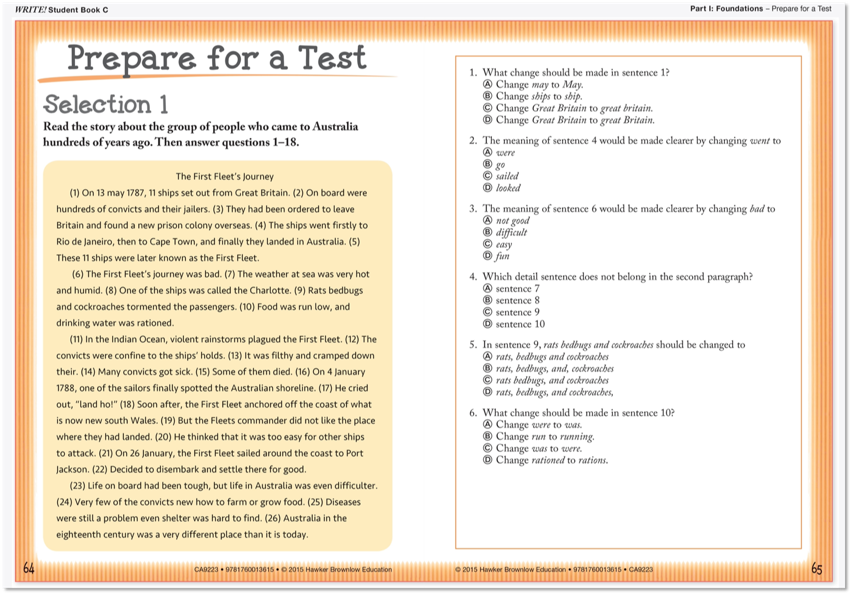 WRITE! Student Book C
Part I: Foundations – Prepare for a Test
Prepare for a Test
Selection 1
Read the story about the group of people who came to Australia
hundreds of years ago. Then answer questions 1–18.
The First Fleet's Journey
(1) On 13 may 1787, 11 ships set out from Great Britain. (2) On board were
hundreds of convicts and their jailers. (3) They had been ordered to leave
Britain and found a new prison colony overseas. (4) The ships went firstly to
Rio de Janeiro, then to Cape Town, and finally they landed in Australia. (5)
These 11 ships were later known as the First Fleet.
(6) The First Fleet's journey was bad. (7) The weather at sea was very hot
and humid. (8) One of the ships was called the Charlotte. (9) Rats bedbugs
and cockroaches tormented the passengers. (10) Food was run low, and
drinking water was rationed.
(11) In the Indian Ocean, violent rainstorms plagued the First Fleet. (12) The
convicts were confine to the ships' holds. (13) It was filthy and cramped down
their. (14) Many convicts got sick. (15) Some of them died. (16) On 4 January
1788, one of the sailors finally spotted the Australian shoreline. (17) He cried
out, "land ho!" (18) Soon after, the First Fleet anchored off the coast of what
is now new south Wales. (19) But the Fleets commander did not like the place
where they had landed. (20) He thought that it was too easy for other ships
to attack. (21) On 26 January, the First Fleet sailed around the coast to Port
Jackson. (22) Decided to disembark and settle there for good.
(23) Life on board had been tough, but life in Australia was even difficulter.
(24) Very few of the convicts new how to farm or grow food. (25) Diseases
were still a problem even shelter was hard to find. (26) Australia in the
eighteenth century was a very different place than it is today.
64
CA9223 • 9781760013615 • © 2015 Hawker Brownlow Education
1. What change should be made in sentence 1?
Ⓐ Change may to May.
Ⓑ Change ships to ship.
Ⓒ Change Great Britain to great britain.
Ⓓ Change Great Britain to great Britain.
2. The meaning of sentence 4 would be made clearer by changing went to
Ⓐ were
Ⓑ go
Ⓒ sailed
Ⓓ looked
3. The meaning of sentence 6 would be made clearer by changing bad to
Ⓐ not good
Ⓑ difficult
Ⓒ easy
Ⓓ fun
4. Which detail sentence does not belong in the second paragraph?
Ⓐ sentence 7
Ⓑ sentence 8
Ⓒ sentence 9
Ⓓ sentence 10
5. In sentence 9, rats bedbugs and cockroaches should be changed to
Ⓐ rats, bedbugs and cockroaches
Ⓑ rats, bedbugs, and, cockroaches
Ⓒ rats bedbugs, and cockroaches
Ⓓ rats, bedbugs, and cockroaches,
6. What change should be made in sentence 10?
Ⓐ Change were to was.
Ⓑ Change run to running.
Ⓒ Change was to were.
Ⓓ Change rationed to rations.
© 2015 Hawker Brownlow Education • 9781760013615 • CA9223
65